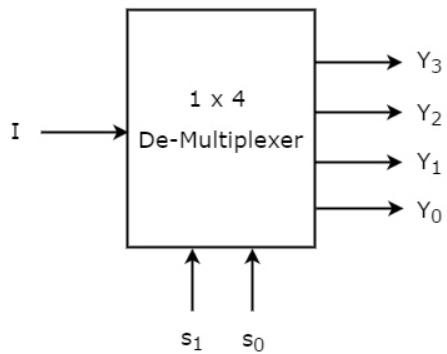 Y₃
1 x 4
Y₂
I
De-Multiplexer
Y₁
Y₀
s₁ s₀